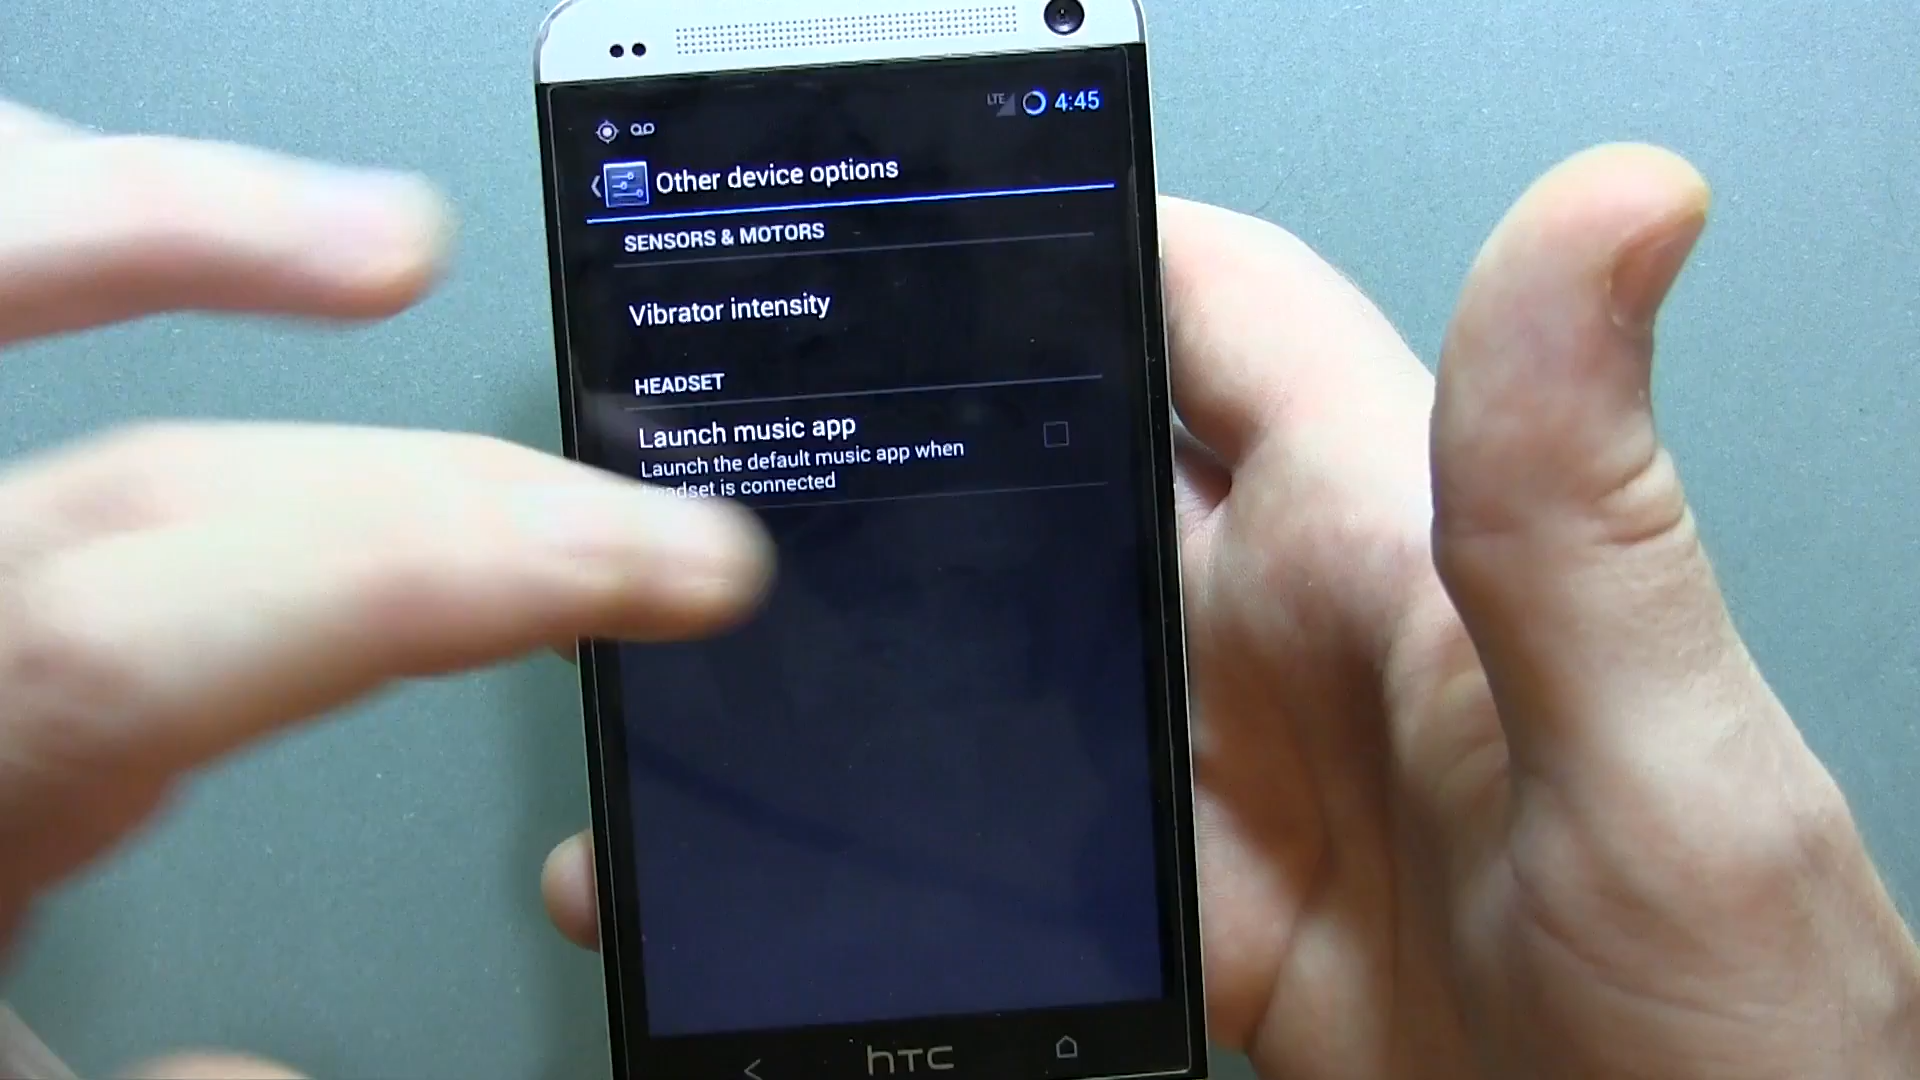 LTE 4:45
Other device options
SENSORS & MOTORS
Vibrator intensity
HEADSET
Launch music app
Launch the default music app when
headset is connected
hTC